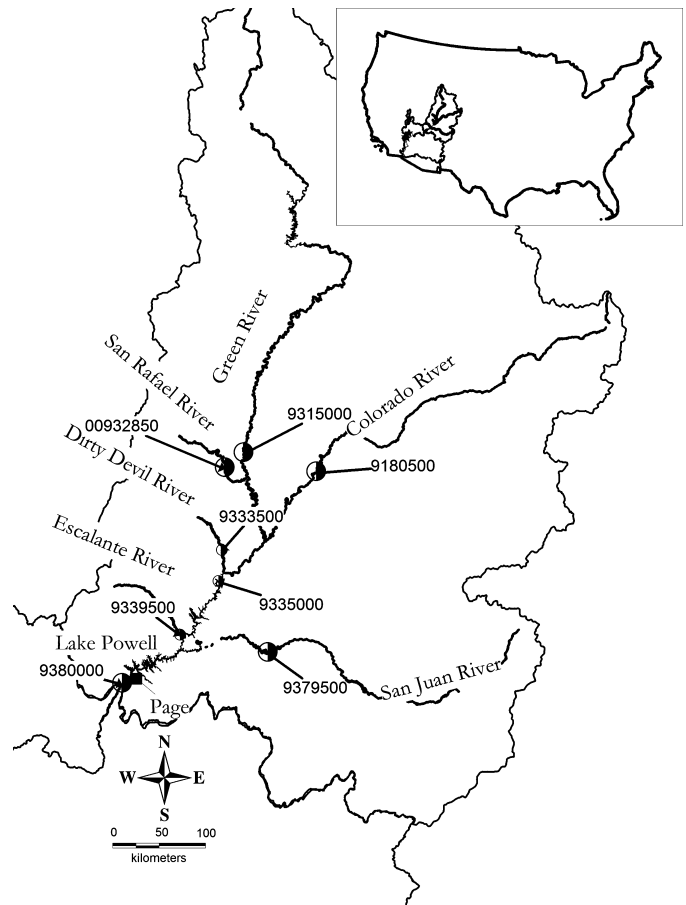 Green River
San Rafael River
Colorado River
9315000
00932850
Dirty Devil River
9180500
9333500
Escalante River
9339500
9335000
Lake Powell
9380000
9379500
San Juan River
Page
N
W E
S
0 50 100
kilometers